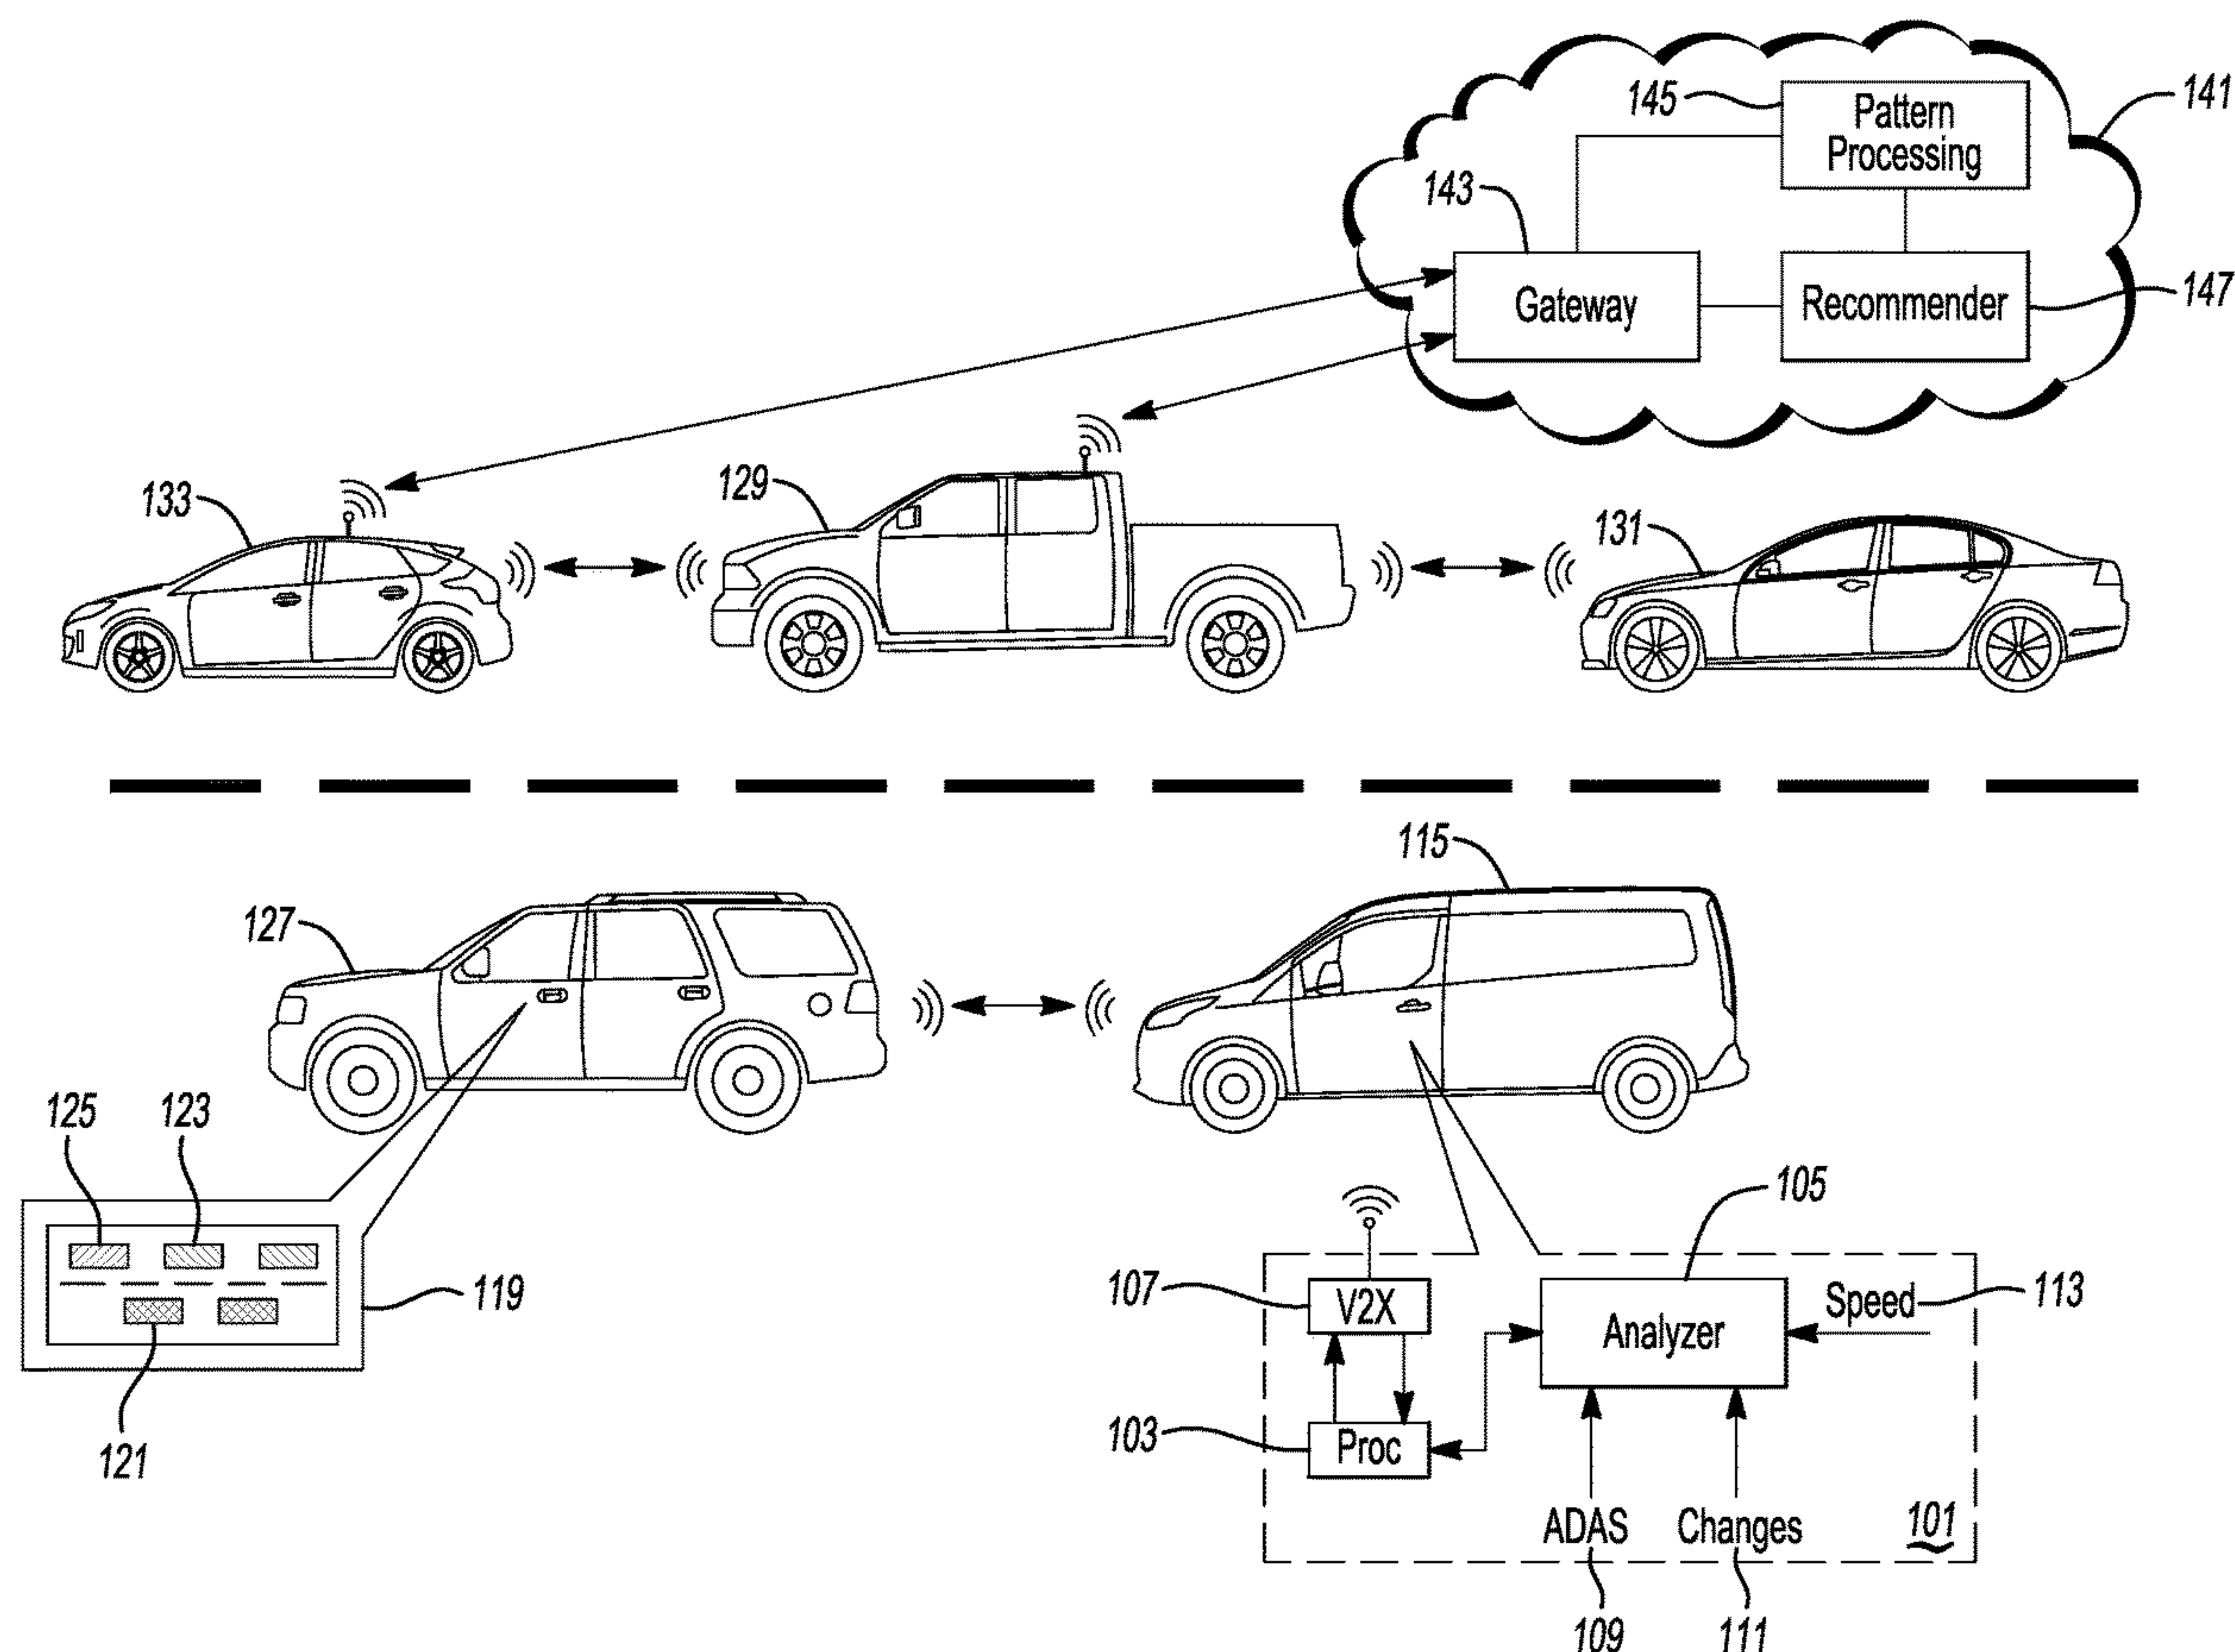 145
Pattern
Processing
141
143
Gateway
Recommender
147
133
129
131
115
127
125
123
119
121
105
107
V2X
Analyzer
Speed
113
103
Proc
ADAS
Changes
101
109
111